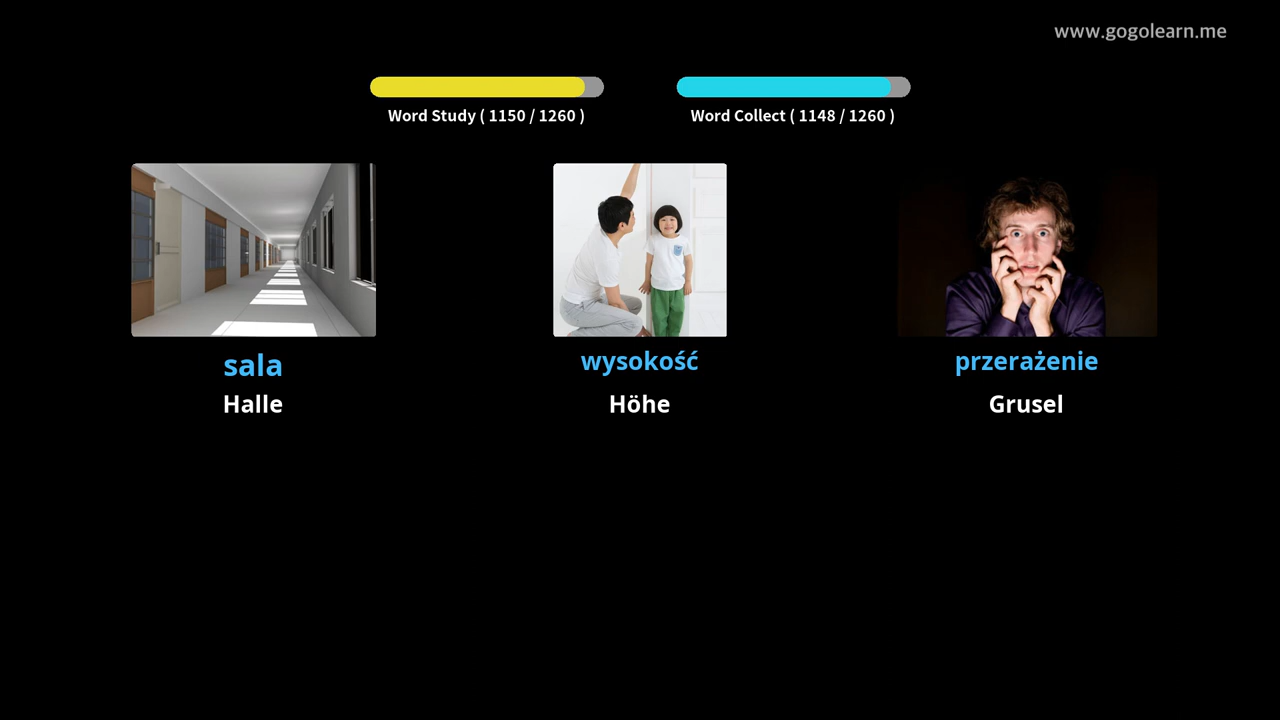 www.gogolearn.me
Word Study ( 1150 / 1260 )
Word Collect ( 1148 / 1260 )
sala
wysokość
przerażenie
Halle
Höhe
Grusel